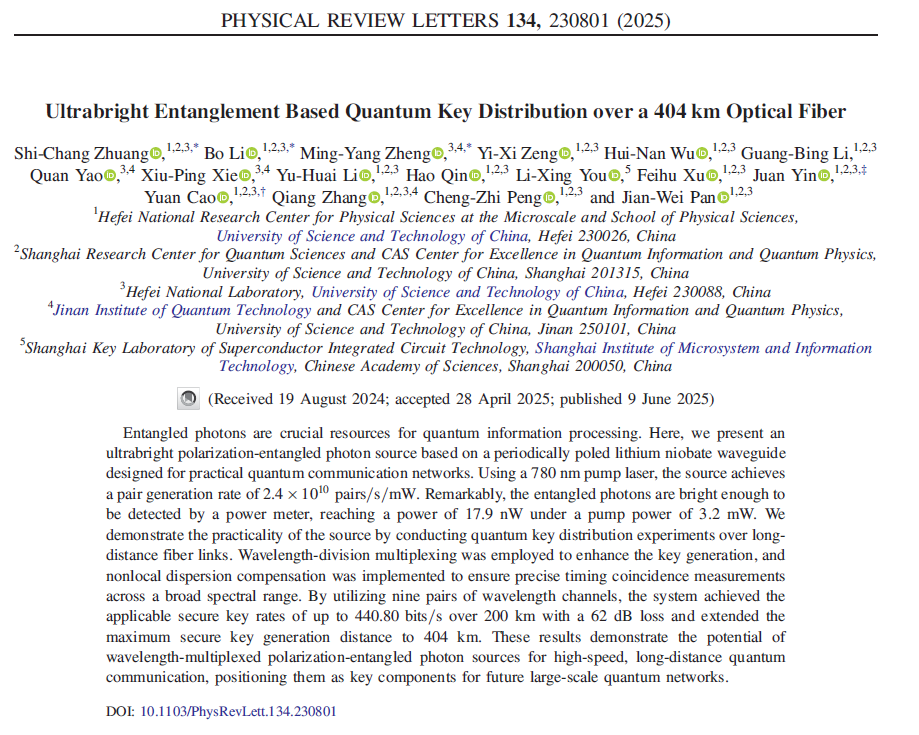 PHYSICAL REVIEW LETTERS 134, 230801 (2025)
Ultrabright Entanglement Based Quantum Key Distribution over a 404 km Optical Fiber
Shi-Chang Zhuang,1,2,3,* Bo Li,1,2,3,* Ming-Yang Zheng,3,4,* Yi-Xi Zeng,1,2,3 Hui-Nan Wu,1,2,3 Guang-Bing Li,1,2,3
Quan Yao,3,4 Xiu-Ping Xie,3,4 Yu-Huai Li,1,2,3 Hao Qin,1,2,3 Li-Xing You,5 Feihu Xu,1,2,3 Juan Yin,1,2,3,‡
Yuan Cao,1,2,3,† Qiang Zhang,1,2,3,4 Cheng-Zhi Peng,1,2,3 and Jian-Wei Pan1,2,3
1Hefei National Research Center for Physical Sciences at the Microscale and School of Physical Sciences,
University of Science and Technology of China, Hefei 230026, China
2Shanghai Research Center for Quantum Sciences and CAS Center for Excellence in Quantum Information and Quantum Physics,
University of Science and Technology of China, Shanghai 201315, China
3Hefei National Laboratory, University of Science and Technology of China, Hefei 230088, China
4Jinan Institute of Quantum Technology and CAS Center for Excellence in Quantum Information and Quantum Physics,
University of Science and Technology of China, Jinan 250101, China
5Shanghai Key Laboratory of Superconductor Integrated Circuit Technology, Shanghai Institute of Microsystem and Information
Technology, Chinese Academy of Sciences, Shanghai 200050, China
(Received 19 August 2024; accepted 28 April 2025; published 9 June 2025)
Entangled photons are crucial resources for quantum information processing. Here, we present an
ultrabright polarization-entangled photon source based on a periodically poled lithium niobate waveguide
designed for practical quantum communication networks. Using a 780 nm pump laser, the source achieves
a pair generation rate of 2.4 × 10^10 pairs/s/mW. Remarkably, the entangled photons are bright enough to
be detected by a power meter, reaching a power of 17.9 nW under a pump power of 3.2 mW. We
demonstrate the practicality of the source by conducting quantum key distribution experiments over long-
distance fiber links. Wavelength-division multiplexing was employed to enhance the key generation, and
nonlocal dispersion compensation was implemented to ensure precise timing coincidence measurements
across a broad spectral range. By utilizing nine pairs of wavelength channels, the system achieved the
applicable secure key rates of up to 440.80 bits/s over 200 km with a 62 dB loss and extended the
maximum secure key generation distance to 404 km. These results demonstrate the potential of
wavelength-multiplexed polarization-entangled photon sources for high-speed, long-distance quantum
communication, positioning them as key components for future large-scale quantum networks.
DOI: 10.1103/PhysRevLett.134.230801